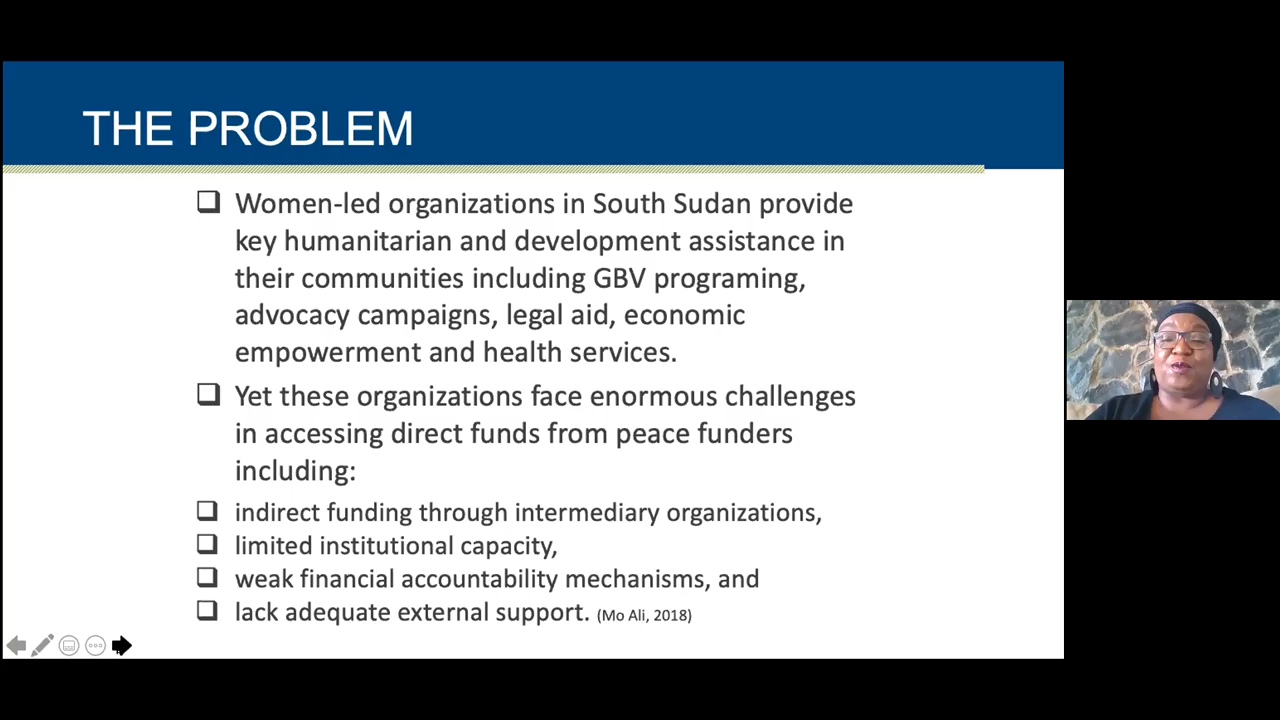 THE PROBLEM
Women-led organizations in South Sudan provide
key humanitarian and development assistance in
their communities including GBV programing,
advocacy campaigns, legal aid, economic
empowerment and health services.
Yet these organizations face enormous challenges
in accessing direct funds from peace funders
including:
indirect funding through intermediary organizations,
limited institutional capacity,
weak financial accountability mechanisms, and
lack adequate external support. (Mo Ali, 2018)